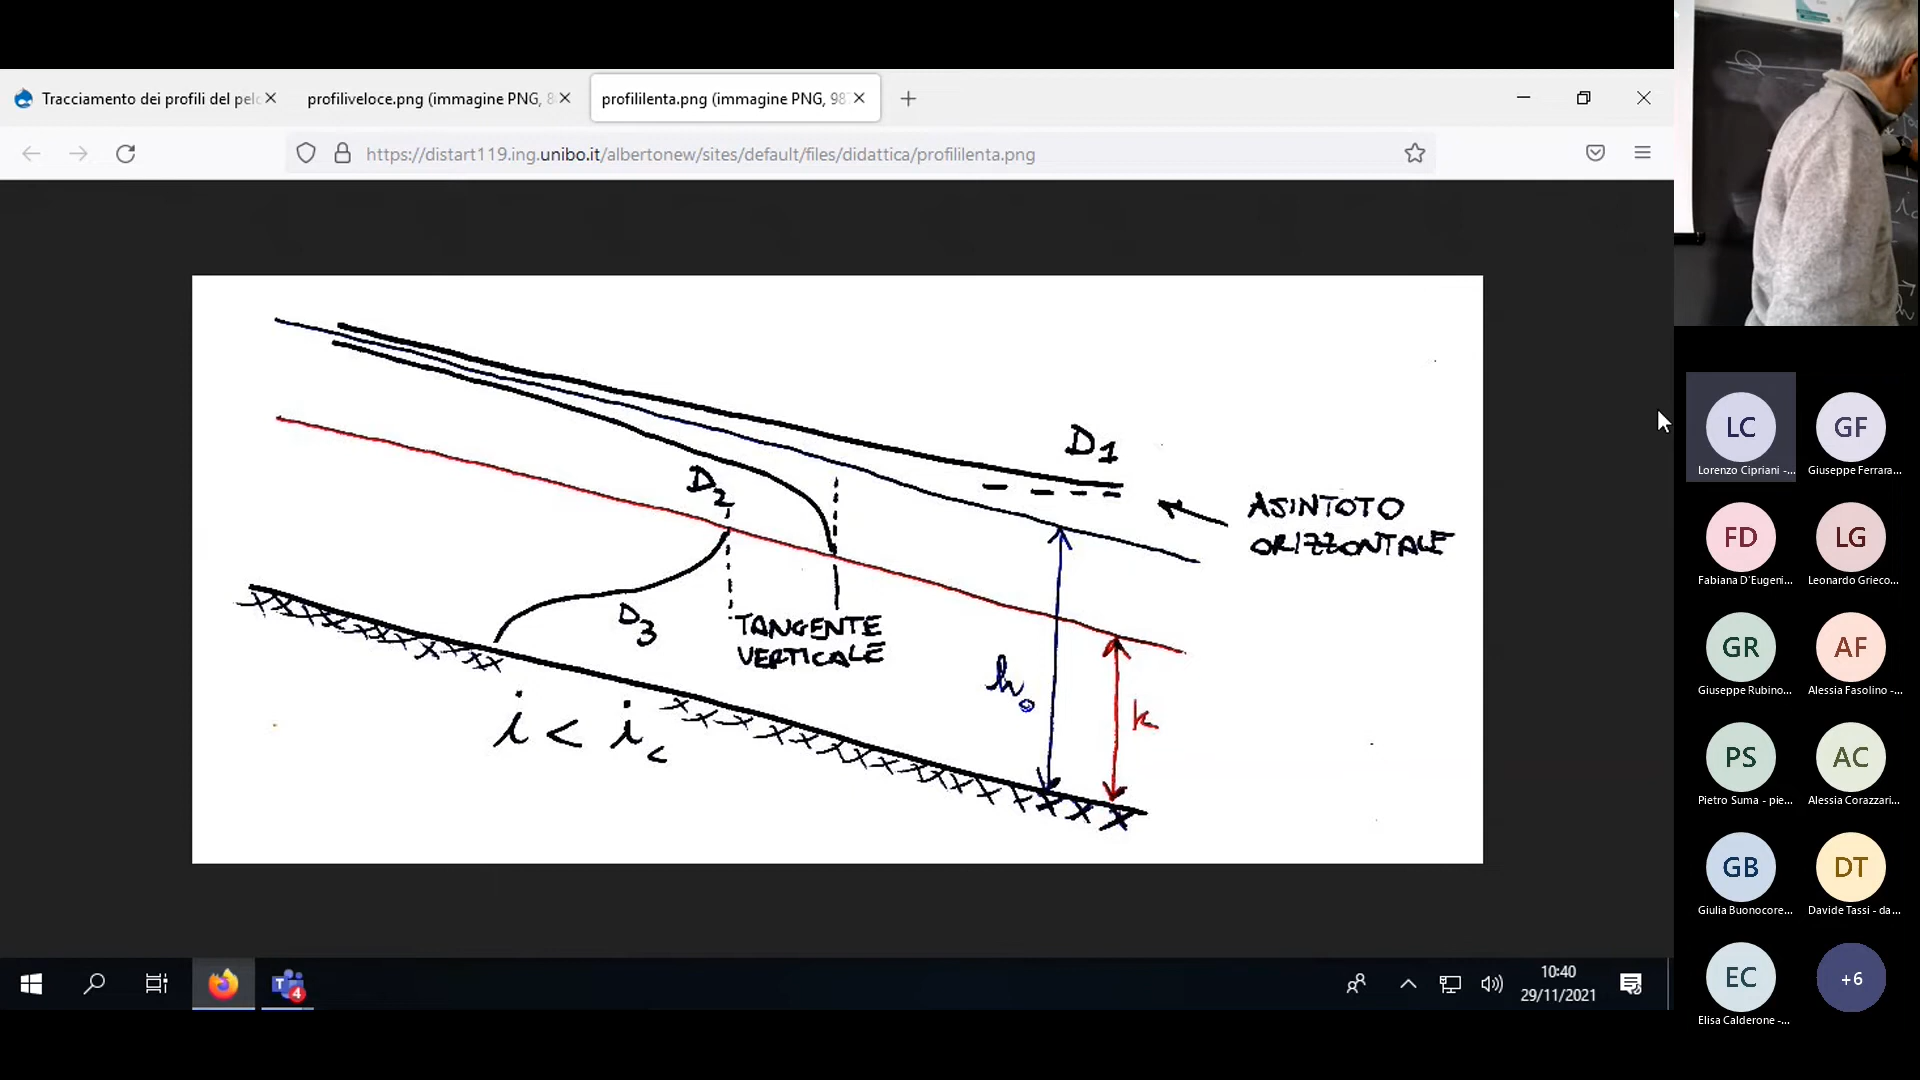 Tracciamento dei profili del pelo
profiliveloce.png (immagine PNG, 8
profililenta.png (immagine PNG, 98
https://distart119.ing.unibo.it/albertonew/sites/default/files/didattica/profililenta.png
D1
D2
ASINTOTO
ORIZZONTALE
D3
TANGENTE
VERTICALE
h0
k
i < ic
LC
GF
Lorenzo Cipriani -...
Giuseppe Ferrara...
FD
LG
Fabiana D'Eugeni...
Leonardo Grieco...
GR
AF
Giuseppe Rubino...
Alessia Fasolino -...
PS
AC
Pietro Suma - pie...
Alessia Corazzari...
GB
DT
Giulia Buonocore...
Davide Tassi - da...
EC
+6
Elisa Calderone -...
4
10:40
29/11/2021